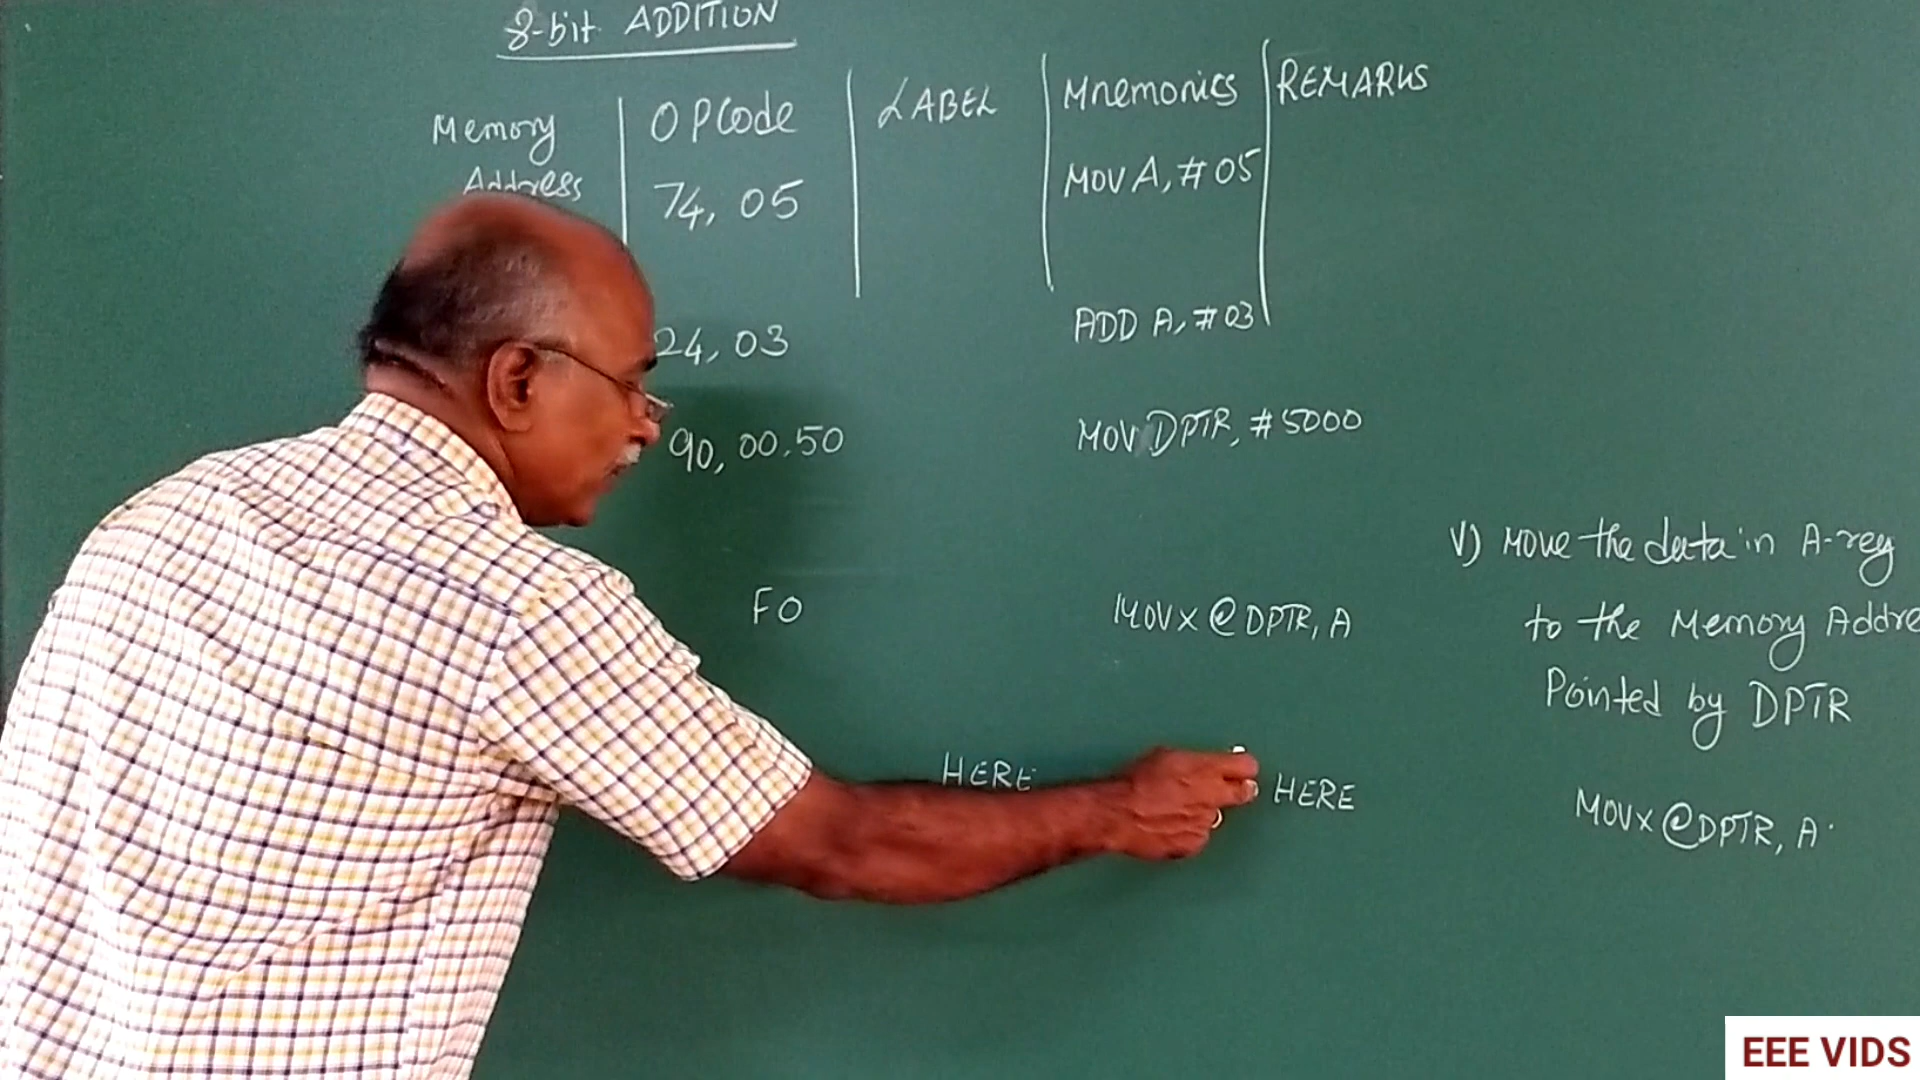 8-bit ADDITION
Memory Address | OPCode | LABEL | Mnemonics | REMARKS
74, 05 MOV A, #05
24, 03 ADD A, #03
90, 00.50 MOV DPTR, #5000
F0 MOVx @DPTR, A
HERE HERE
V) Move the data in A-reg
to the Memory Addre
Pointed by DPTR
MOVx @DPTR, A.
EEE VIDS